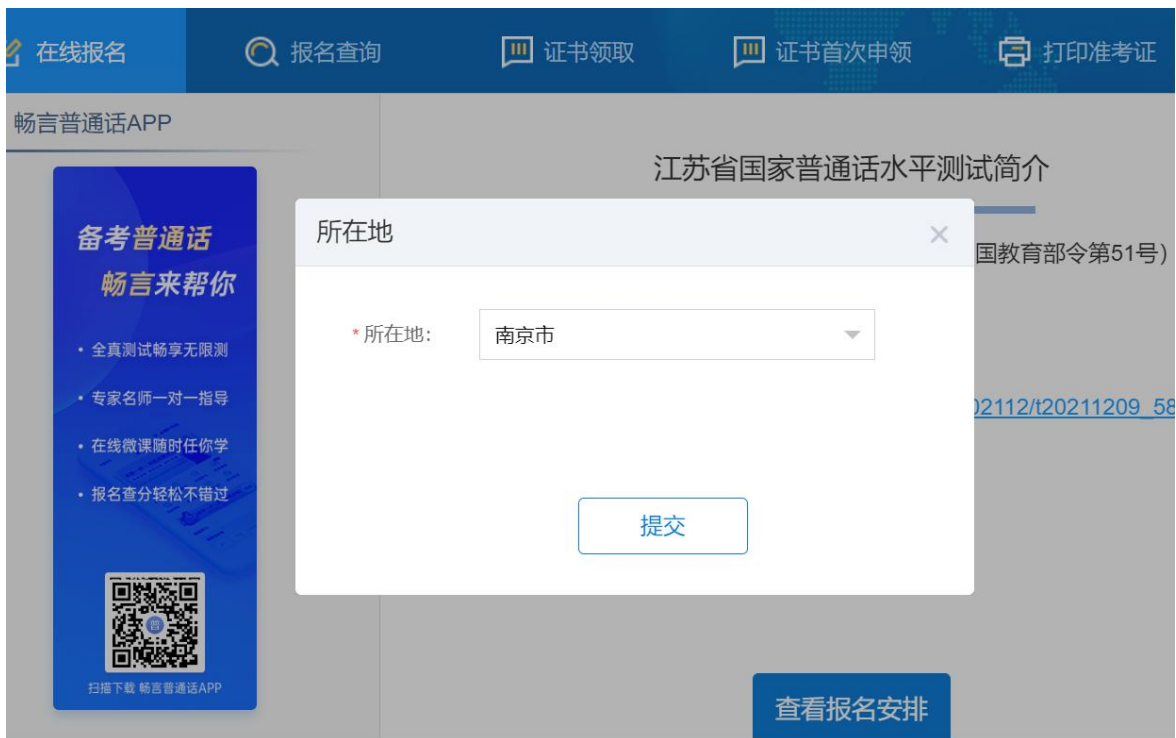 在线报名
报名查询
证书领取
证书首次申领
打印准考证
畅言普通话APP
备考普通话
畅言来帮你
• 全真测试畅享无限测
• 专家名师一对一指导
• 在线微课随时任你学
• 报名查分轻松不错过
普
扫描下载 畅言普通话APP
江苏省国家普通话水平测试简介
国教育部令第51号）
02112/t20211209_58
所在地
*所在地：
南京市
提交
查看报名安排